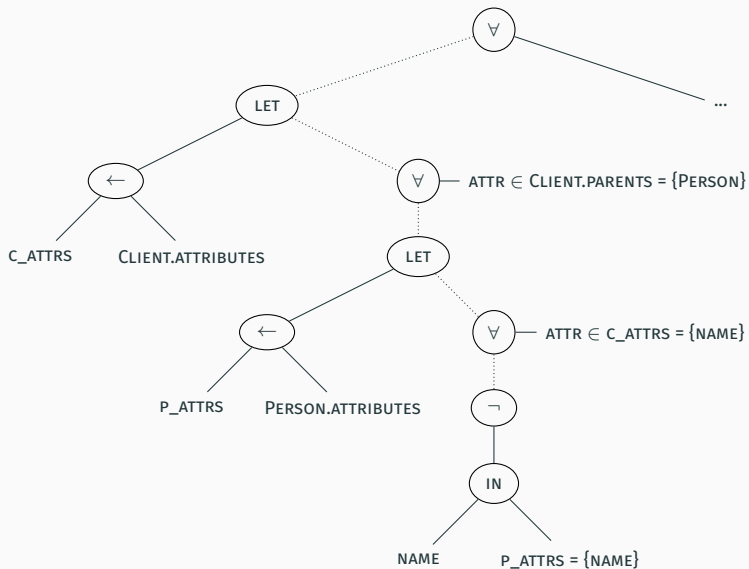 ∀
LET
...
←
∀
ATTR ∈ CLIENT.PARENTS = {PERSON}
C_ATTRS
CLIENT.ATTRIBUTES
LET
←
∀
ATTR ∈ C_ATTRS = {NAME}
P_ATTRS
PERSON.ATTRIBUTES
¬
IN
NAME
P_ATTRS = {NAME}